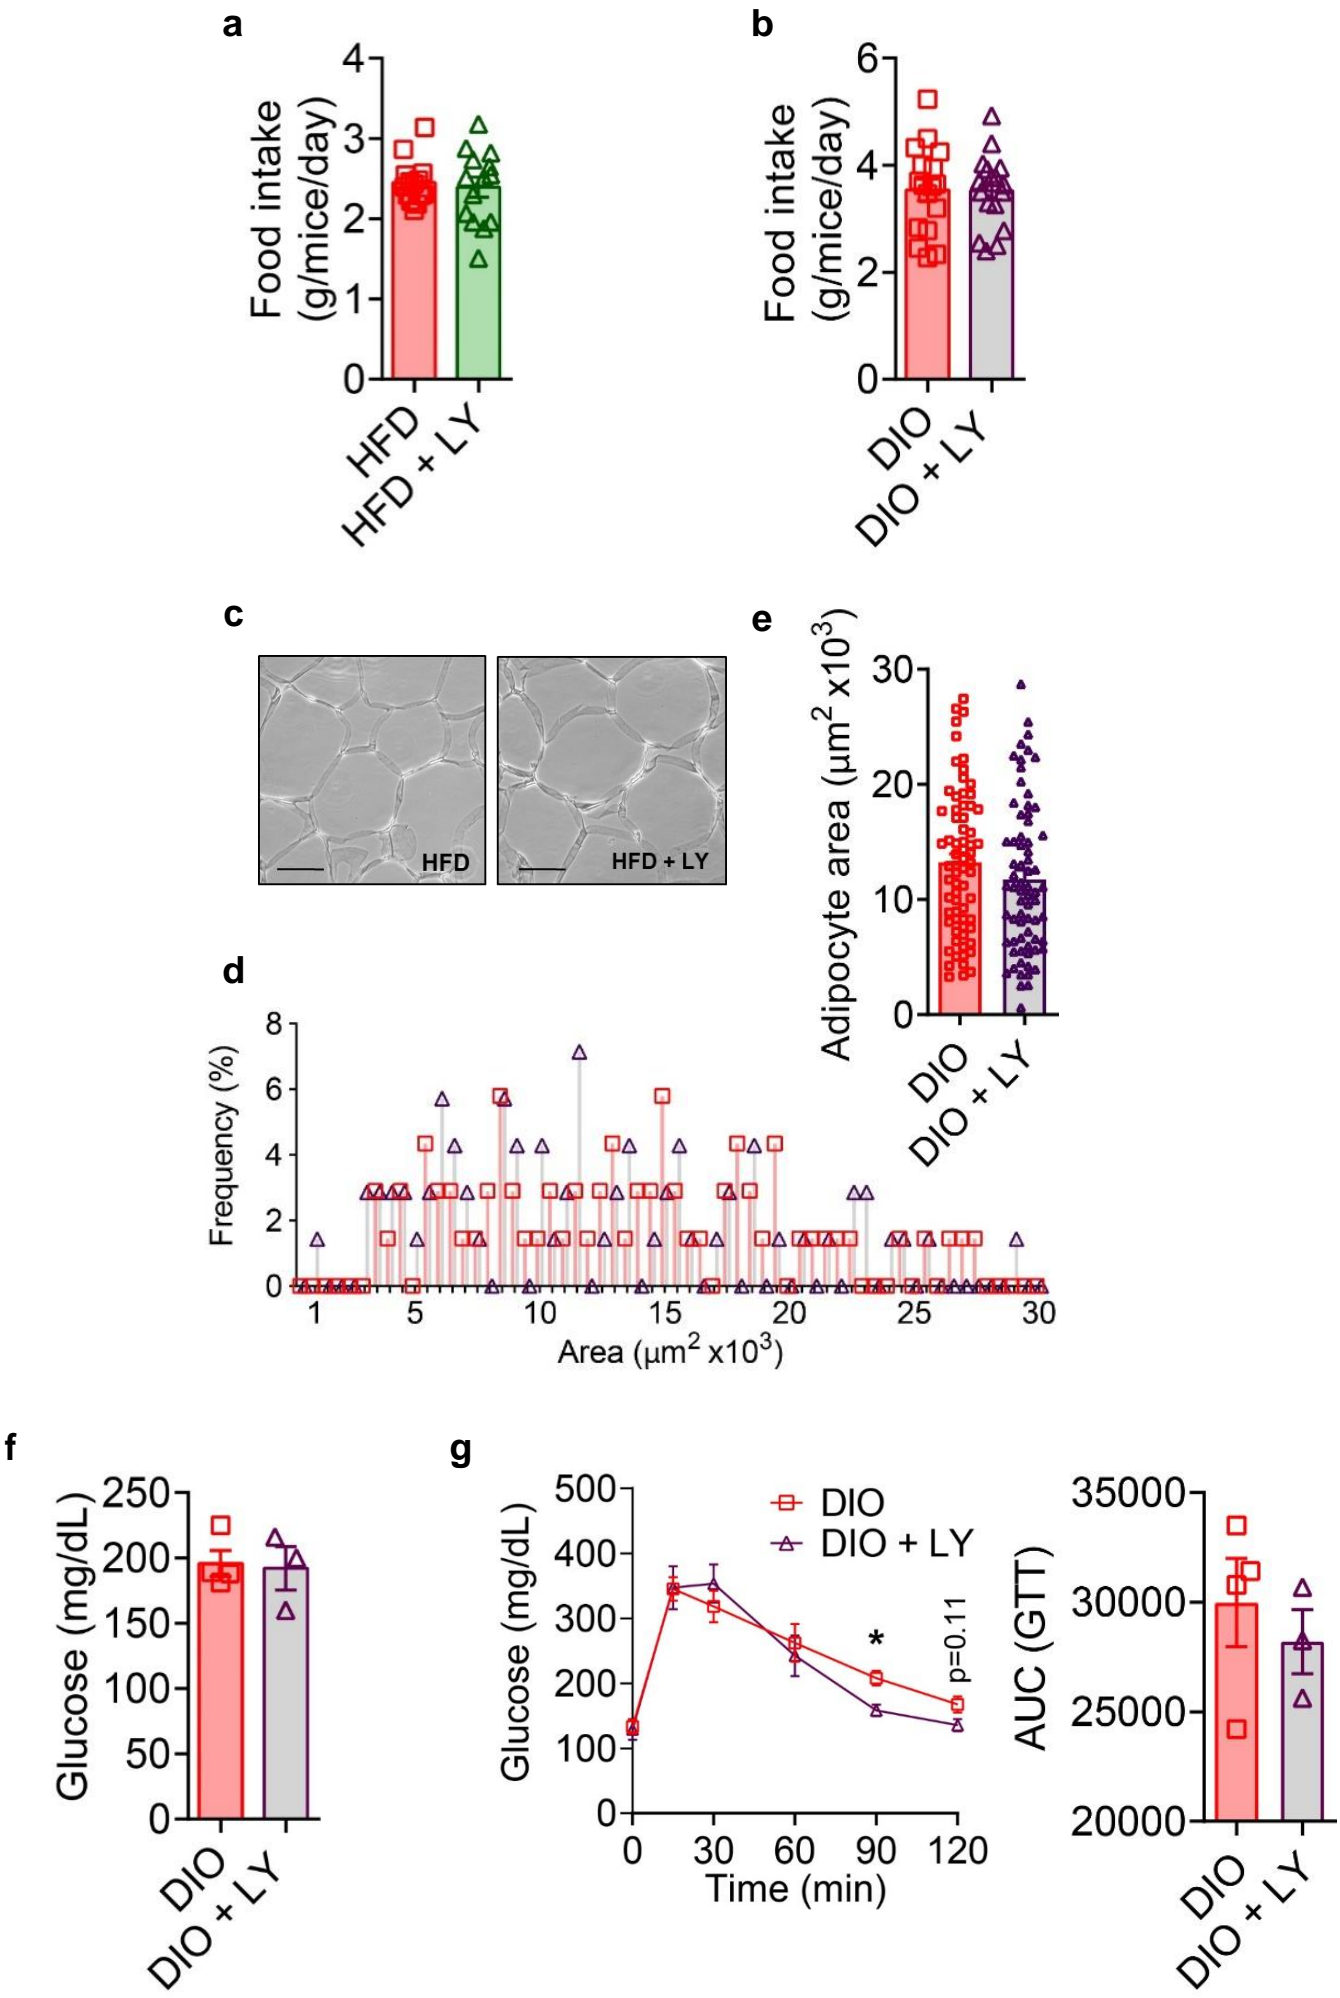 a
4
3
2
1
0
Food intake
(g/mice/day)
HFD
HFD + LY
b
6
4
2
0
Food intake
(g/mice/day)
DIO
DIO + LY
c
HFD
HFD + LY
e
30
20
10
0
Adipocyte area (µm² x10³)
DIO
DIO + LY
d
8
6
4
2
0
Frequency (%)
1 5 10 15 20 25 30
Area (µm² x10³)
f
250
200
150
100
50
0
Glucose (mg/dL)
DIO
DIO + LY
g
500
400
300
200
100
0
Glucose (mg/dL)
DIO
DIO + LY
*
p=0.11
0 30 60 90 120
Time (min)
35000
30000
25000
20000
AUC (GTT)
DIO
DIO + LY